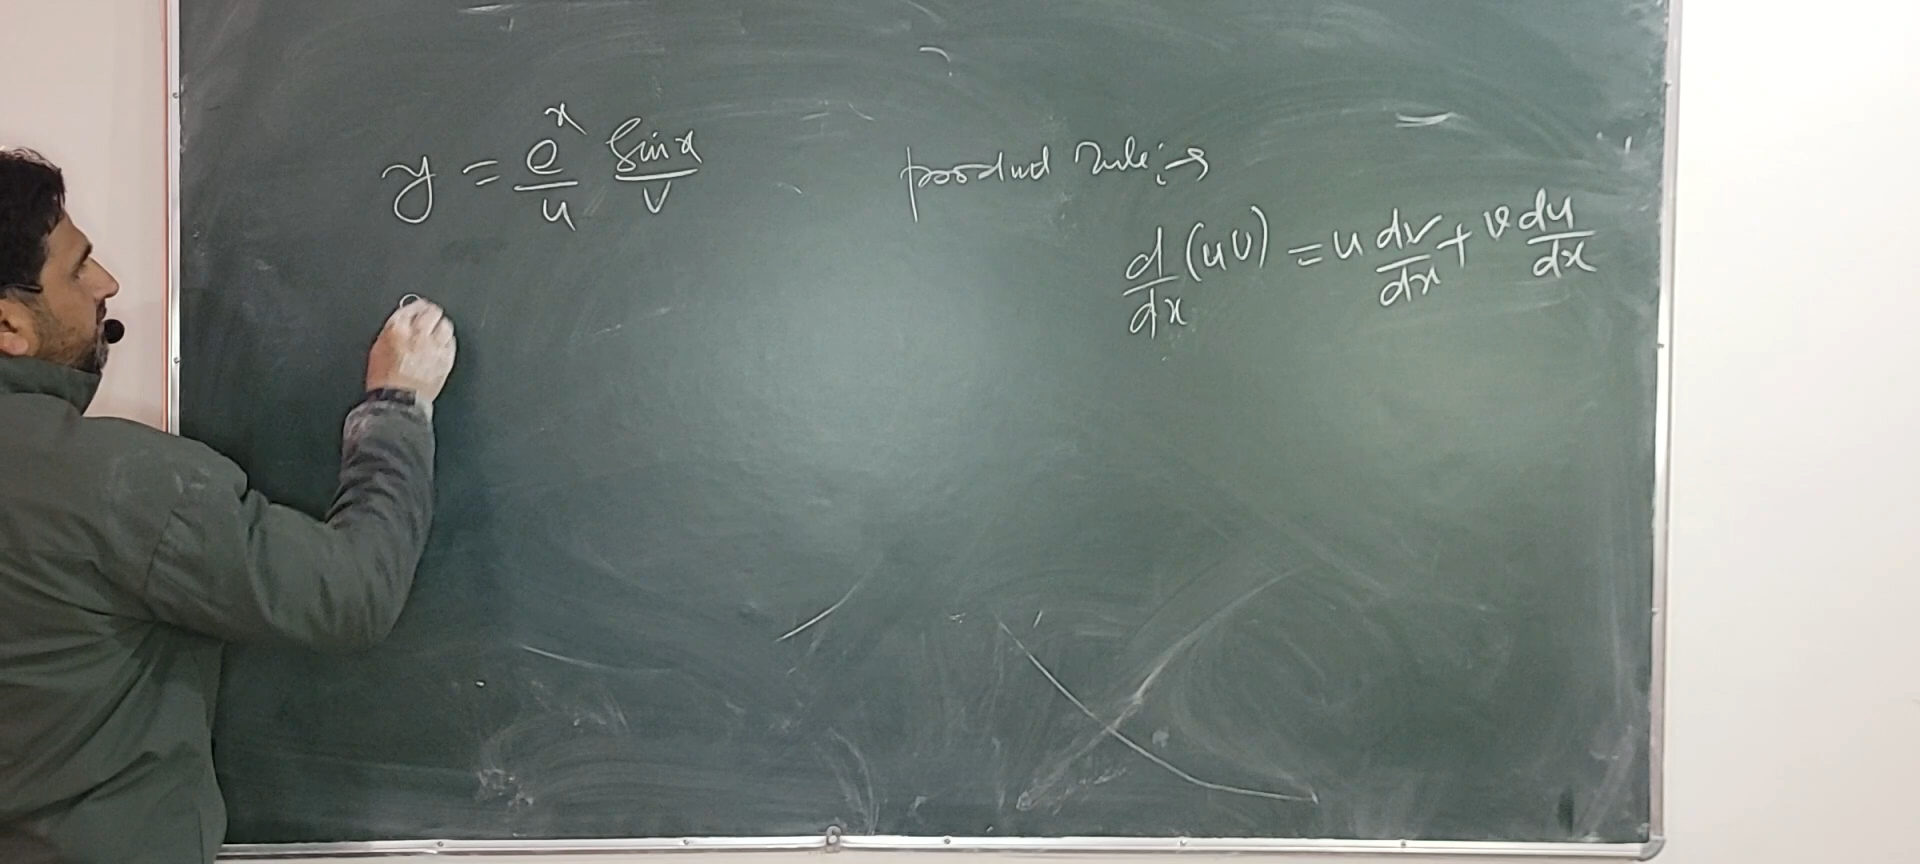 y = e^x sin x product rule :→
u v
d/dx (uv) = u dv/dx + v du/dx